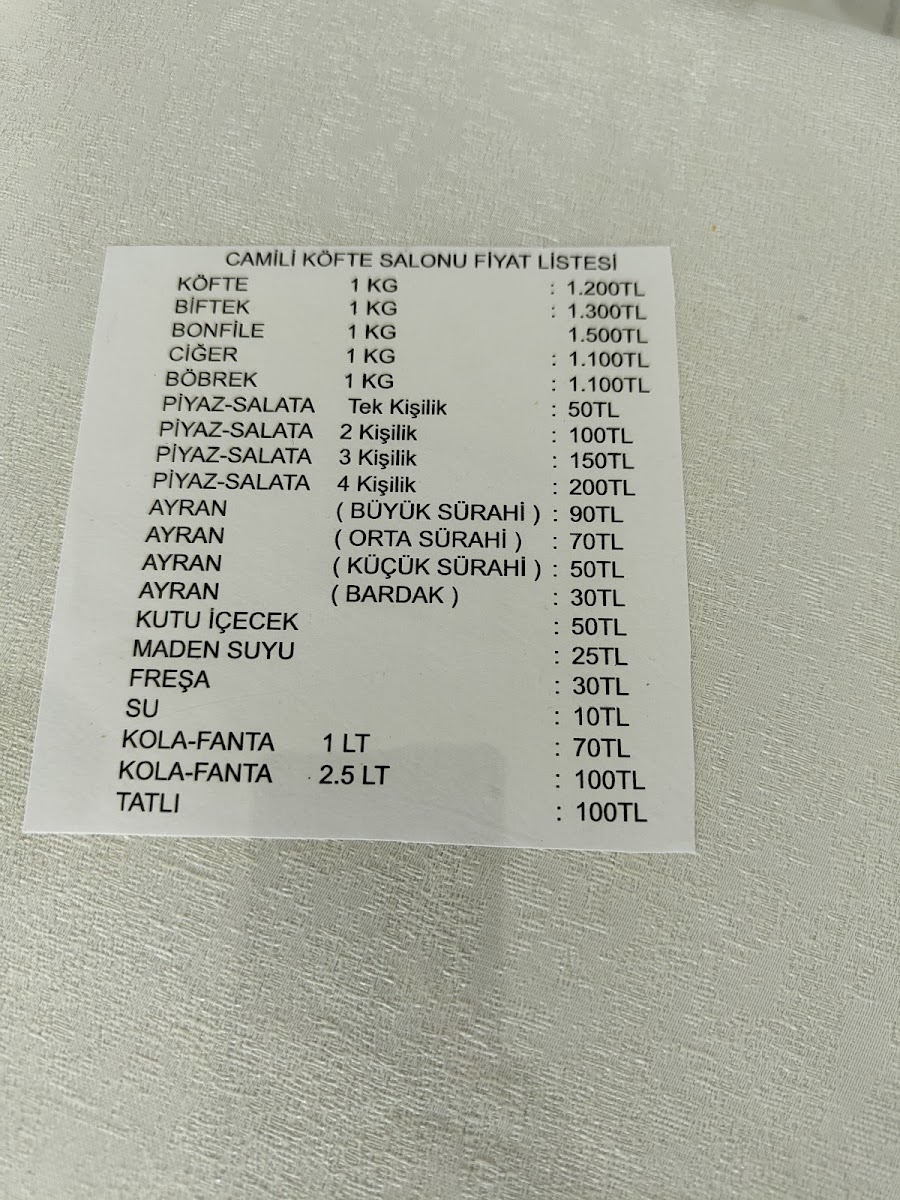 CAMİLİ KÖFTE SALONU FİYAT LİSTESİ
KÖFTE 1 KG : 1.200TL
BİFTEK 1 KG : 1.300TL
BONFİLE 1 KG 1.500TL
CİĞER 1 KG : 1.100TL
BÖBREK 1 KG : 1.100TL
PİYAZ-SALATA Tek Kişilik : 50TL
PİYAZ-SALATA 2 Kişilik : 100TL
PİYAZ-SALATA 3 Kişilik : 150TL
PİYAZ-SALATA 4 Kişilik : 200TL
AYRAN ( BÜYÜK SÜRAHİ ) : 90TL
AYRAN ( ORTA SÜRAHİ ) : 70TL
AYRAN ( KÜÇÜK SÜRAHİ ) : 50TL
AYRAN ( BARDAK ) : 30TL
KUTU İÇECEK : 50TL
MADEN SUYU : 25TL
FREŞA : 30TL
SU : 10TL
KOLA-FANTA 1 LT : 70TL
KOLA-FANTA 2.5 LT : 100TL
TATLI : 100TL